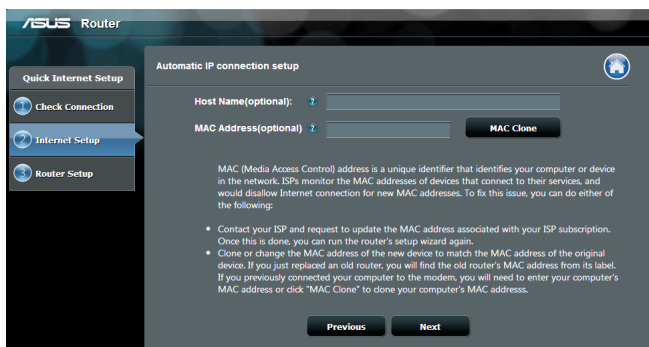 ASUS Router
Quick Internet Setup
1 Check Connection
2 Internet Setup
3 Router Setup
Automatic IP connection setup
Host Name(optional): ?
MAC Address(optional) ?
MAC Clone
MAC (Media Access Control) address is a unique identifier that identifies your computer or device
in the network. ISPs monitor the MAC addresses of devices that connect to their services, and
would disallow Internet connection for new MAC addresses. To fix this issue, you can do either of
the following:
• Contact your ISP and request to update the MAC address associated with your ISP subscription.
Once this is done, you can run the router's setup wizard again.
• Clone or change the MAC address of the new device to match the MAC address of the original
device. If you just replaced an old router, you will find the old router's MAC address from its label.
If you previously connected your computer to the modem, you will need to enter your computer's
MAC address or click "MAC Clone" to clone your computer's MAC addresss.
Previous
Next